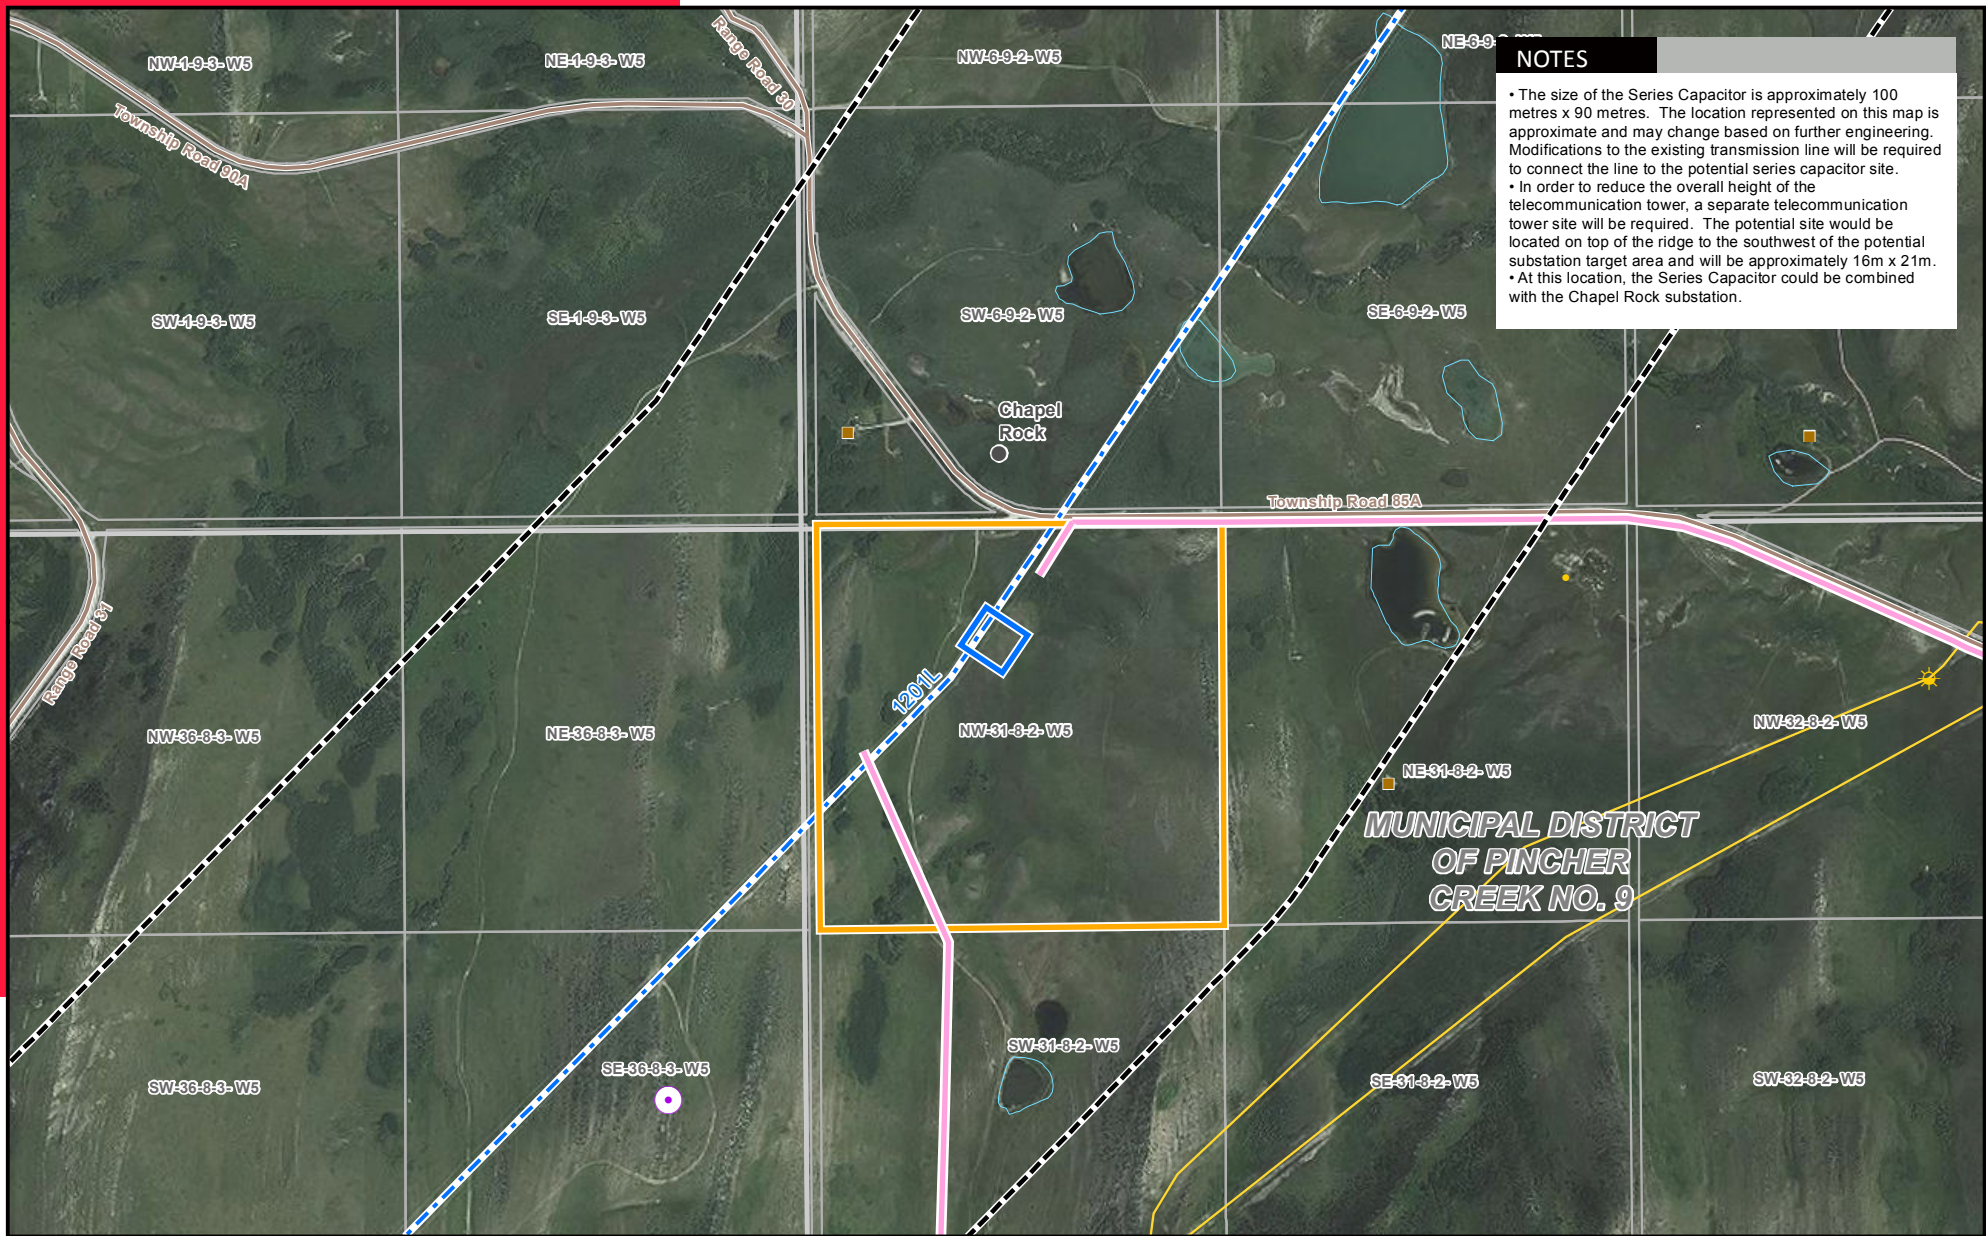 NW-1-9-3- W5
NE-1-9-3- W5
Range Road 30
NW-6-9-2- W5
NOTES
• The size of the Series Capacitor is approximately 100
metres x 90 metres.  The location represented on this map is
approximate and may change based on further engineering.
Modifications to the existing transmission line will be required
to connect the line to the potential series capacitor site.
• In order to reduce the overall height of the
telecommunication tower, a separate telecommunication
tower site will be required.  The potential site would be
located on top of the ridge to the southwest of the potential
substation target area and will be approximately 16m x 21m.
• At this location, the Series Capacitor could be combined
with the Chapel Rock substation.
Township Road 90A
SW-1-9-3- W5
SE-1-9-3- W5
SW-6-9-2- W5
SE-6-9-2- W5
Chapel
Rock
Township Road 85A
Range Road 31
1201L
NW-36-8-3- W5
NE-36-8-3- W5
NW-31-8-2- W5
NE-31-8-2- W5
NW-32-8-2- W5
MUNICIPAL DISTRICT
OF PINCHER
CREEK NO. 9
SW-36-8-3- W5
SE-36-8-3- W5
SW-31-8-2- W5
SE-31-8-2- W5
SW-32-8-2- W5